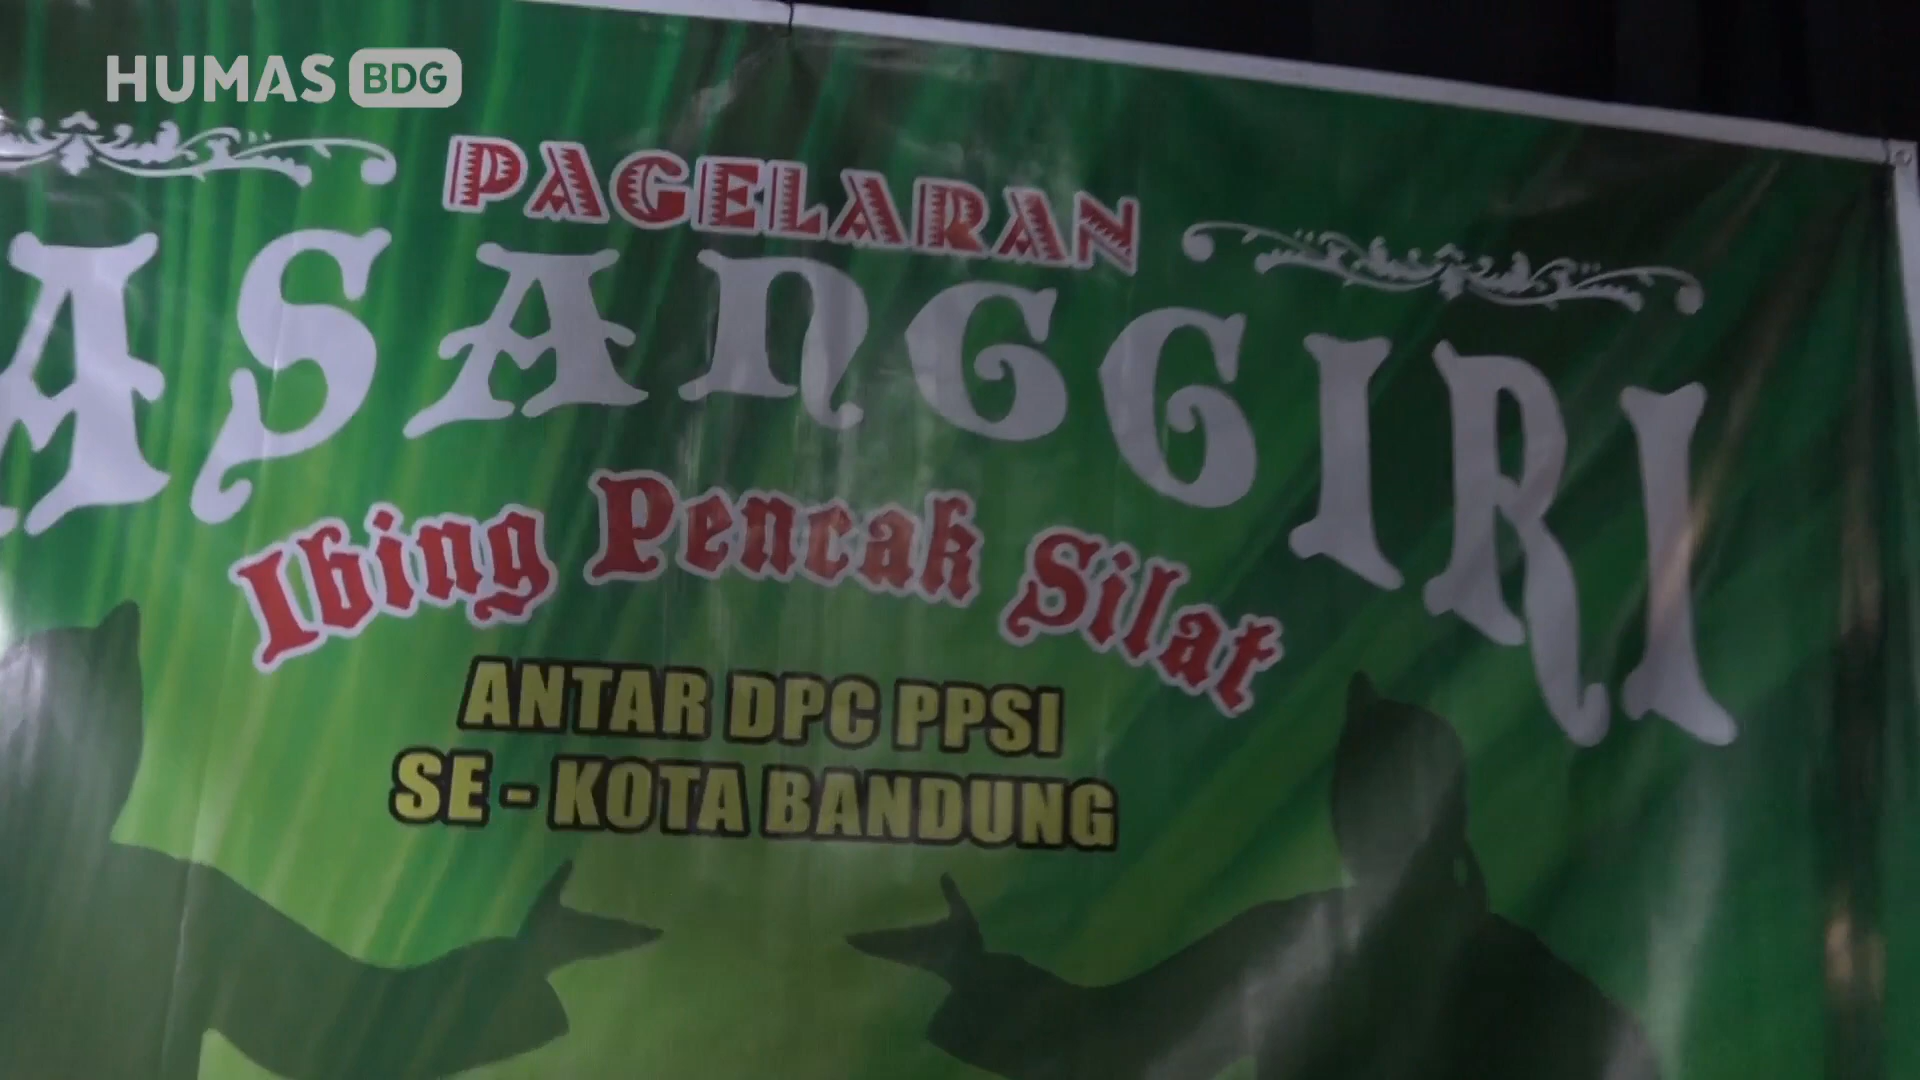 HUMAS BDG
PAGELARAN
ASANGGIRI
Ibing Pencak Silat
ANTAR DPC PPSI
SE - KOTA BANDUNG